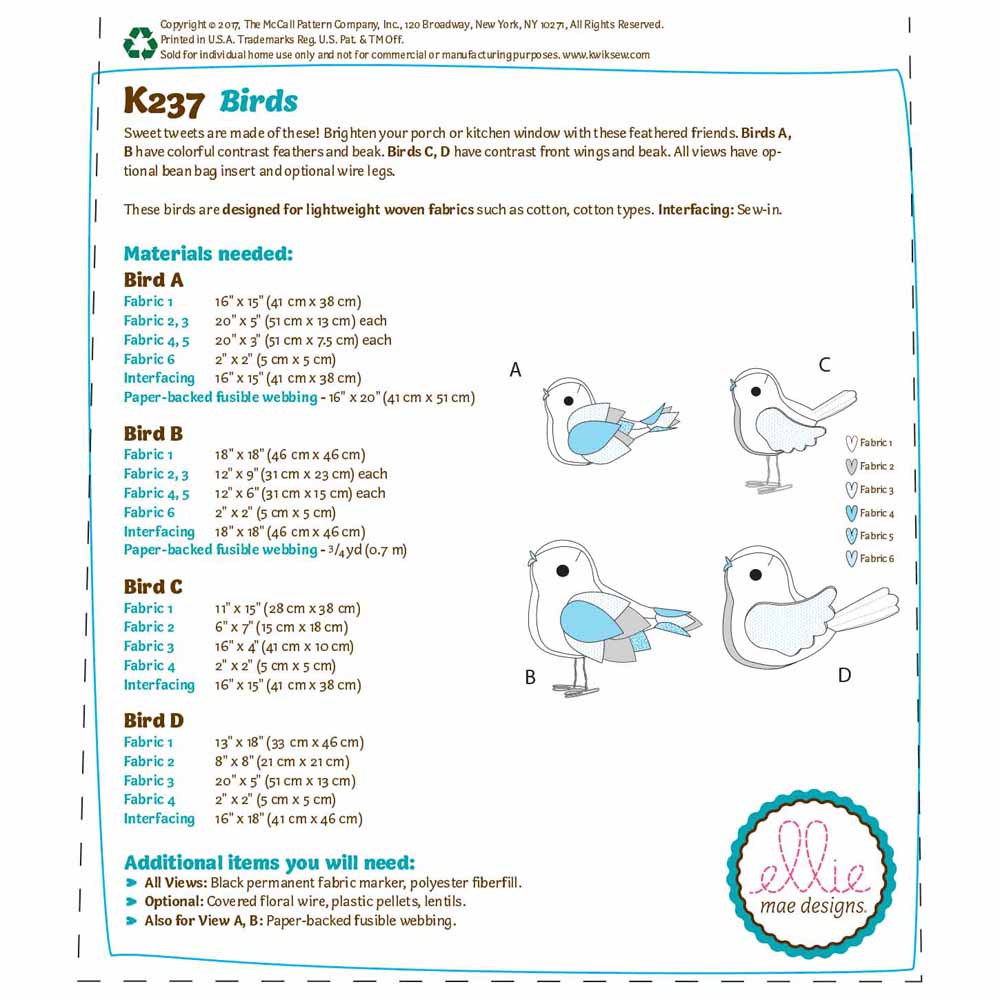 Copyright © 2017, The McCall Pattern Company, Inc., 120 Broadway, New York, NY 10271, All Rights Reserved.
Printed in U.S.A. Trademarks Reg. U.S. Pat. & TM Off.
Sold for individual home use only and not for commercial or manufacturing purposes. www.kwiksew.com
K237 Birds
Sweet tweets are made of these! Brighten your porch or kitchen window with these feathered friends. Birds A,
B have colorful contrast feathers and beak. Birds C, D have contrast front wings and beak. All views have op-
tional bean bag insert and optional wire legs.
These birds are designed for lightweight woven fabrics such as cotton, cotton types. Interfacing: Sew-in.
Materials needed:
Bird A
Fabric 1 16" x 15" (41 cm x 38 cm)
Fabric 2, 3 20" x 5" (51 cm x 13 cm) each
Fabric 4, 5 20" x 3" (51 cm x 7.5 cm) each
Fabric 6 2" x 2" (5 cm x 5 cm)
Interfacing 16" x 15" (41 cm x 38 cm)
Paper-backed fusible webbing - 16" x 20" (41 cm x 51 cm)
Bird B
Fabric 1 18" x 18" (46 cm x 46 cm)
Fabric 2, 3 12" x 9" (31 cm x 23 cm) each
Fabric 4, 5 12" x 6" (31 cm x 15 cm) each
Fabric 6 2" x 2" (5 cm x 5 cm)
Interfacing 18" x 18" (46 cm x 46 cm)
Paper-backed fusible webbing - 3/4 yd (0.7 m)
Bird C
Fabric 1 11" x 15" (28 cm x 38 cm)
Fabric 2 6" x 7" (15 cm x 18 cm)
Fabric 3 16" x 4" (41 cm x 10 cm)
Fabric 4 2" x 2" (5 cm x 5 cm)
Interfacing 16" x 15" (41 cm x 38 cm)
Bird D
Fabric 1 13" x 18" (33 cm x 46 cm)
Fabric 2 8" x 8" (21 cm x 21 cm)
Fabric 3 20" x 5" (51 cm x 13 cm)
Fabric 4 2" x 2" (5 cm x 5 cm)
Interfacing 16" x 18" (41 cm x 46 cm)
Additional items you will need:
All Views: Black permanent fabric marker, polyester fiberfill.
Optional: Covered floral wire, plastic pellets, lentils.
Also for View A, B: Paper-backed fusible webbing.
A
C
B
D
Fabric 1
Fabric 2
Fabric 3
Fabric 4
Fabric 5
Fabric 6
ellie
mae designs.